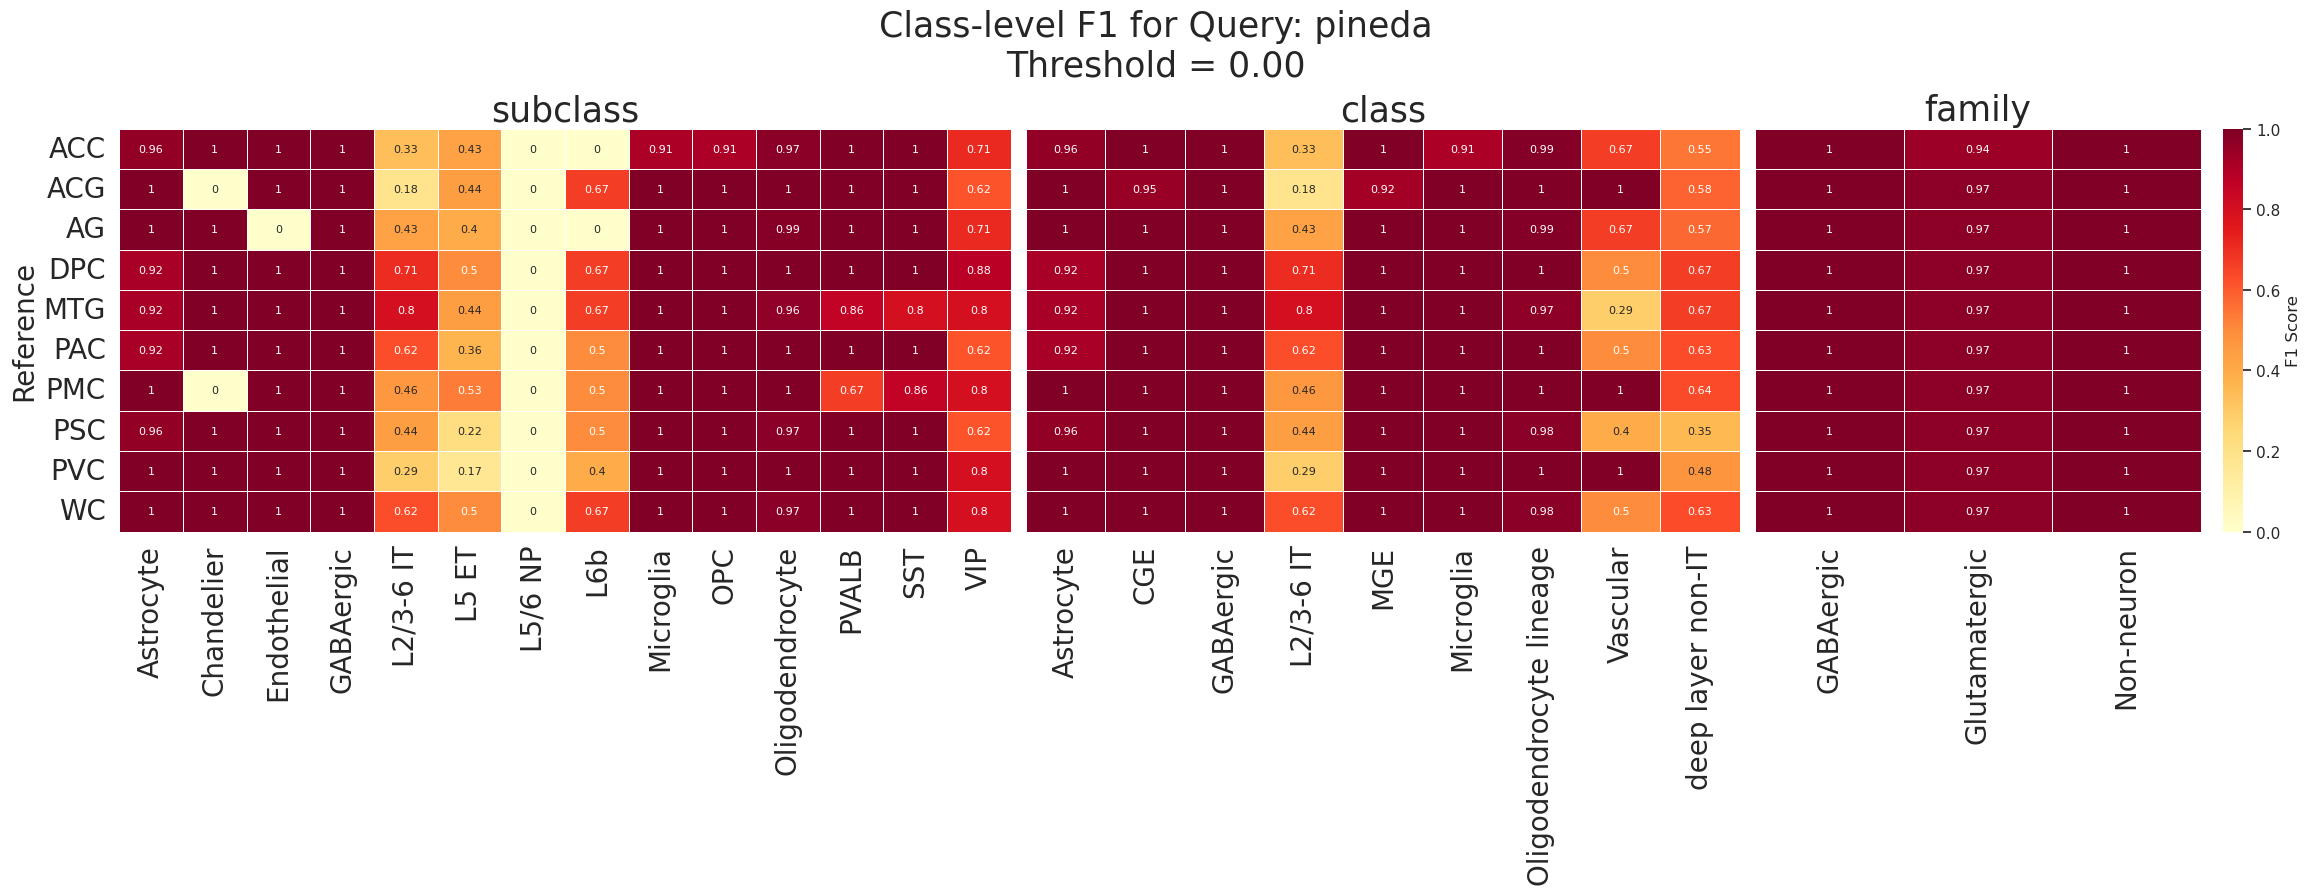 Class-level F1 for Query: pineda
Threshold = 0.00
subclass class family
Reference
ACC 0.96 1 1 1 0.33 0.43 0 0 0.91 0.91 0.97 1 1 0.71 0.96 1 1 0.33 1 0.91 0.99 0.67 0.55 1 0.94 1
ACG 1 0 1 1 0.18 0.44 0 0.67 1 1 1 1 1 0.62 1 0.95 1 0.18 0.92 1 1 1 0.58 1 0.97 1
AG 1 1 0 1 0.43 0.4 0 0 1 1 0.99 1 1 0.71 1 1 1 0.43 1 1 0.99 0.67 0.57 1 0.97 1
DPC 0.92 1 1 1 0.71 0.5 0 0.67 1 1 1 1 1 0.88 0.92 1 1 0.71 1 1 1 0.5 0.67 1 0.97 1
MTG 0.92 1 1 1 0.8 0.44 0 0.67 1 1 0.96 0.86 0.8 0.8 0.92 1 1 0.8 1 1 0.97 0.29 0.67 1 0.97 1
PAC 0.92 1 1 1 0.62 0.36 0 0.5 1 1 1 1 1 0.62 0.92 1 1 0.62 1 1 1 0.5 0.63 1 0.97 1
PMC 1 0 1 1 0.46 0.53 0 0.5 1 1 1 0.67 0.86 0.8 1 1 1 0.46 1 1 1 1 0.64 1 0.97 1
PSC 0.96 1 1 1 0.44 0.22 0 0.5 1 1 0.97 1 1 0.62 0.96 1 1 0.44 1 1 0.98 0.4 0.35 1 0.97 1
PVC 1 1 1 1 0.29 0.17 0 0.4 1 1 1 1 1 0.8 1 1 1 0.29 1 1 1 1 0.48 1 0.97 1
WC 1 1 1 1 0.62 0.5 0 0.67 1 1 0.97 1 1 0.8 1 1 1 0.62 1 1 0.98 0.5 0.63 1 0.97 1
Astrocyte
Chandelier
Endothelial
GABAergic
L2/3-6 IT
L5 ET
L5/6 NP
L6b
Microglia
OPC
Oligodendrocyte
PVALB
SST
VIP
Astrocyte
CGE
GABAergic
L2/3-6 IT
MGE
Microglia
Oligodendrocyte lineage
Vascular
deep layer non-IT
GABAergic
Glutamatergic
Non-neuron
1.0
0.8
0.6
0.4
0.2
0.0
F1 Score